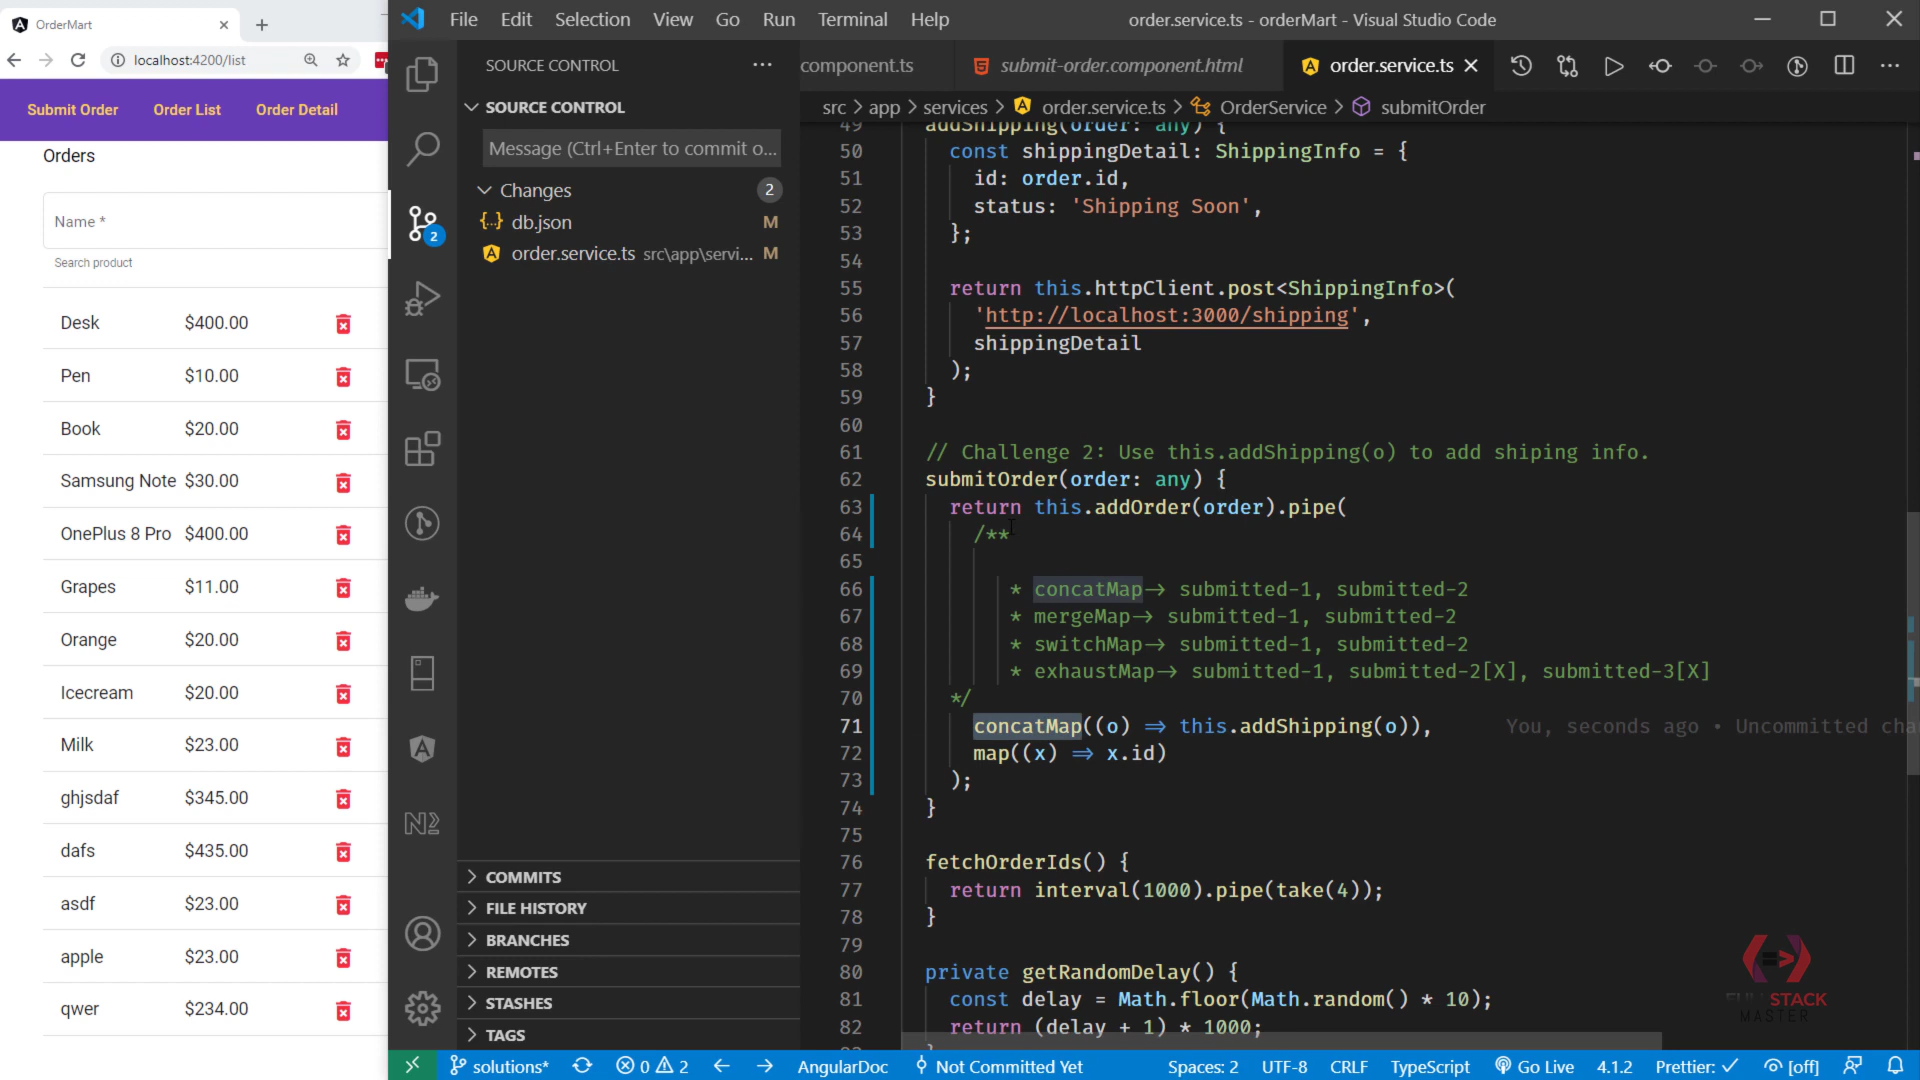 OrderMart
localhost:4200/list
Submit Order Order List Order Detail
Orders
Name *
Search product
Desk $400.00
Pen $10.00
Book $20.00
Samsung Note $30.00
OnePlus 8 Pro $400.00
Grapes $11.00
Orange $20.00
Icecream $20.00
Milk $23.00
ghjsdaf $345.00
dafs $435.00
asdf $23.00
apple $23.00
qwer $234.00
File Edit Selection View Go Run Terminal Help
order.service.ts - orderMart - Visual Studio Code
SOURCE CONTROL
SOURCE CONTROL
Message (Ctrl+Enter to commit o...
Changes 2
db.json M
order.service.ts src\app\servi... M
2
COMMITS
FILE HISTORY
BRANCHES
REMOTES
STASHES
TAGS
component.ts submit-order.component.html order.service.ts
src > app > services > order.service.ts > OrderService > submitOrder
49 addShipping(order: any) {
50 const shippingDetail: ShippingInfo = {
51 id: order.id,
52 status: 'Shipping Soon',
53 };
54
55 return this.httpClient.post<ShippingInfo>(
56 'http://localhost:3000/shipping',
57 shippingDetail
58 );
59 }
60
61 // Challenge 2: Use this.addShipping(o) to add shiping info.
62 submitOrder(order: any) {
63 return this.addOrder(order).pipe(
64 /**
65
66 * concatMap-> submitted-1, submitted-2
67 * mergeMap-> submitted-1, submitted-2
68 * switchMap-> submitted-1, submitted-2
69 * exhaustMap-> submitted-1, submitted-2[X], submitted-3[X]
70 */
71 concatMap((o) => this.addShipping(o)), You, seconds ago • Uncommitted cha
72 map((x) => x.id)
73 );
74 }
75
76 fetchOrderIds() {
77 return interval(1000).pipe(take(4));
78 }
79
80 private getRandomDelay() {
81 const delay = Math.floor(Math.random() * 10);
82 return (delay + 1) * 1000;
FULL STACK
MASTER
solutions* 0 2 AngularDoc Not Committed Yet Spaces: 2 UTF-8 CRLF TypeScript Go Live 4.1.2 Prettier: ✓ [off]